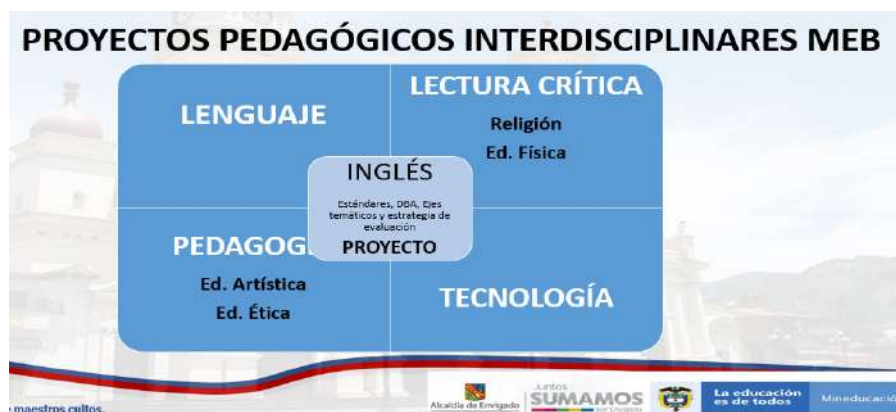 PROYECTOS PEDAGÓGICOS INTERDISCIPLINARES MEB
LENGUAJE
LECTURA CRÍTICA
Religión
Ed. Física
INGLÉS
Estándares, DBA, Ejes
temáticos y estrategia de
evaluación
PROYECTO
PEDAGOG
Ed. Artística
Ed. Ética
TECNOLOGÍA
maestros cultos.
Alcaldía de Envigado
Juntos
SUMAMOS
por Envigado
La educación
es de todos
Mineducació